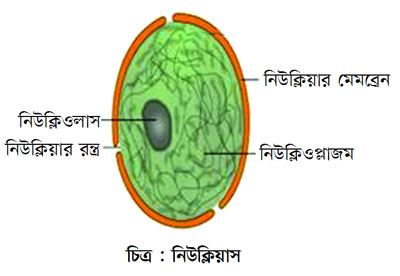 নিউক্লিয়ার মেমব্রেন
নিউক্লিওলাস
নিউক্লিয়ার রন্ধ্র
নিউক্লিওপ্লাজম
চিত্র : নিউক্লিয়াস